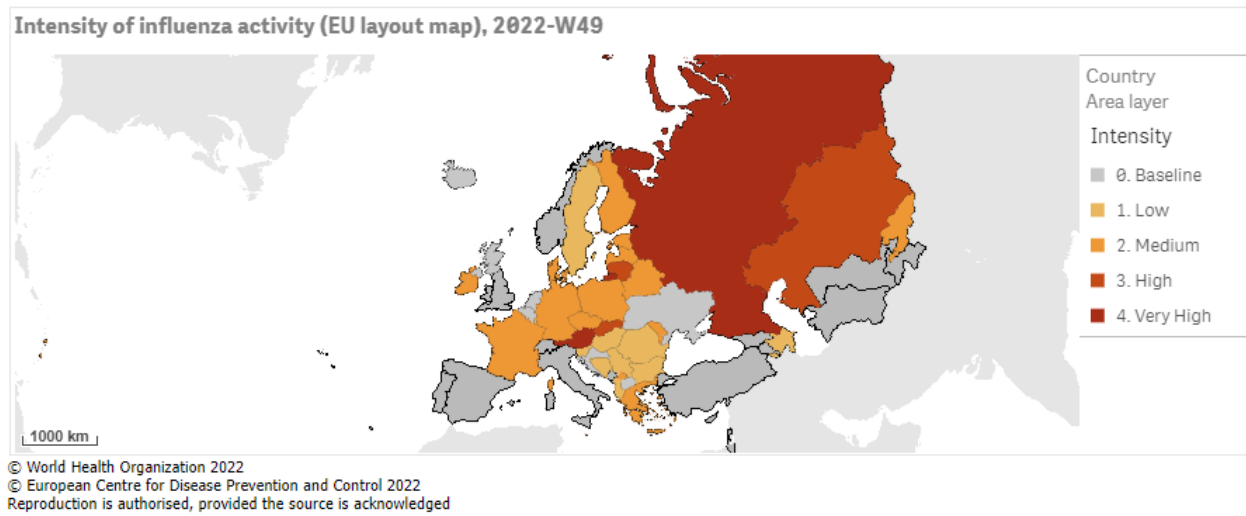 Intensity of influenza activity (EU layout map), 2022-W49
Country
Area layer
Intensity
0. Baseline
1. Low
2. Medium
3. High
4. Very High
1000 km
© World Health Organization 2022
© European Centre for Disease Prevention and Control 2022
Reproduction is authorised, provided the source is acknowledged